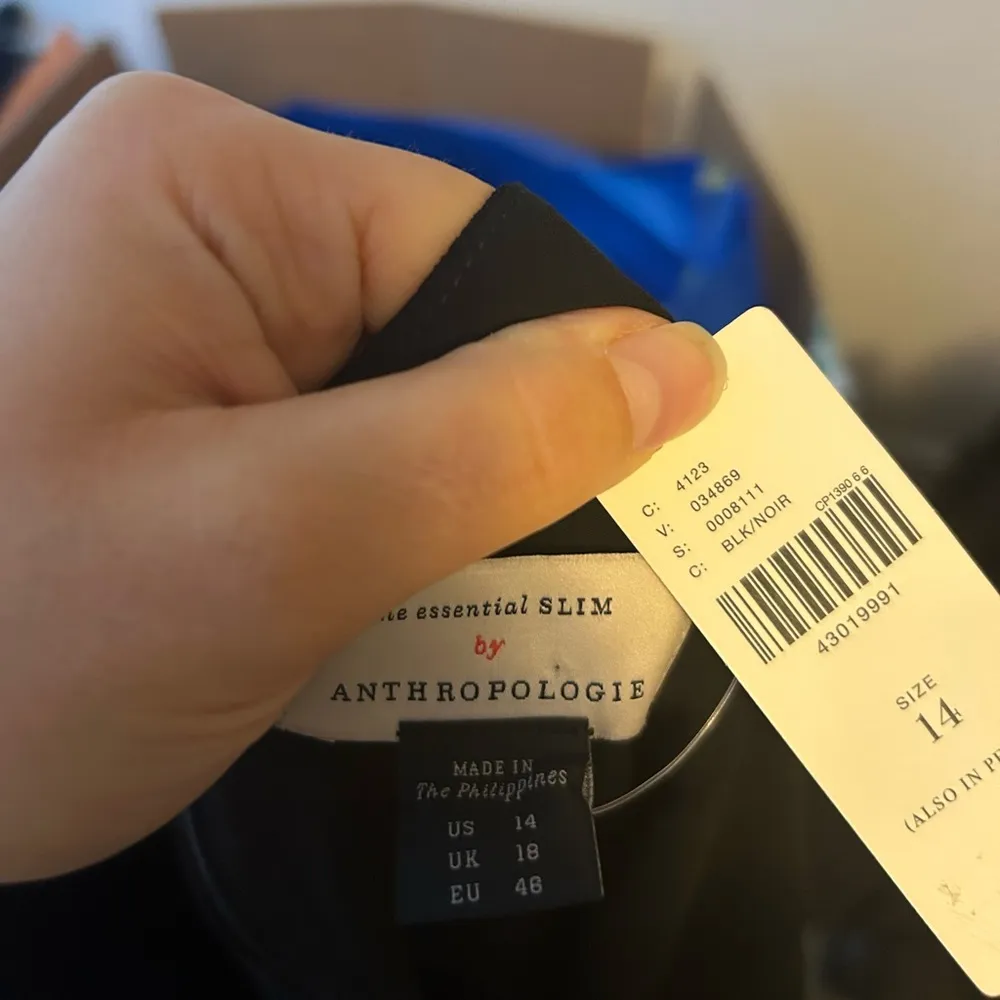 C: 4123
V: 034869
S: 0008111
C: BLK/NOIR
CP1390 6 6
43019991
SIZE
14
(ALSO IN
essential SLIM
by
ANTHROPOLOGIE
MADE IN
The Philippines
US 14
UK 18
EU 46